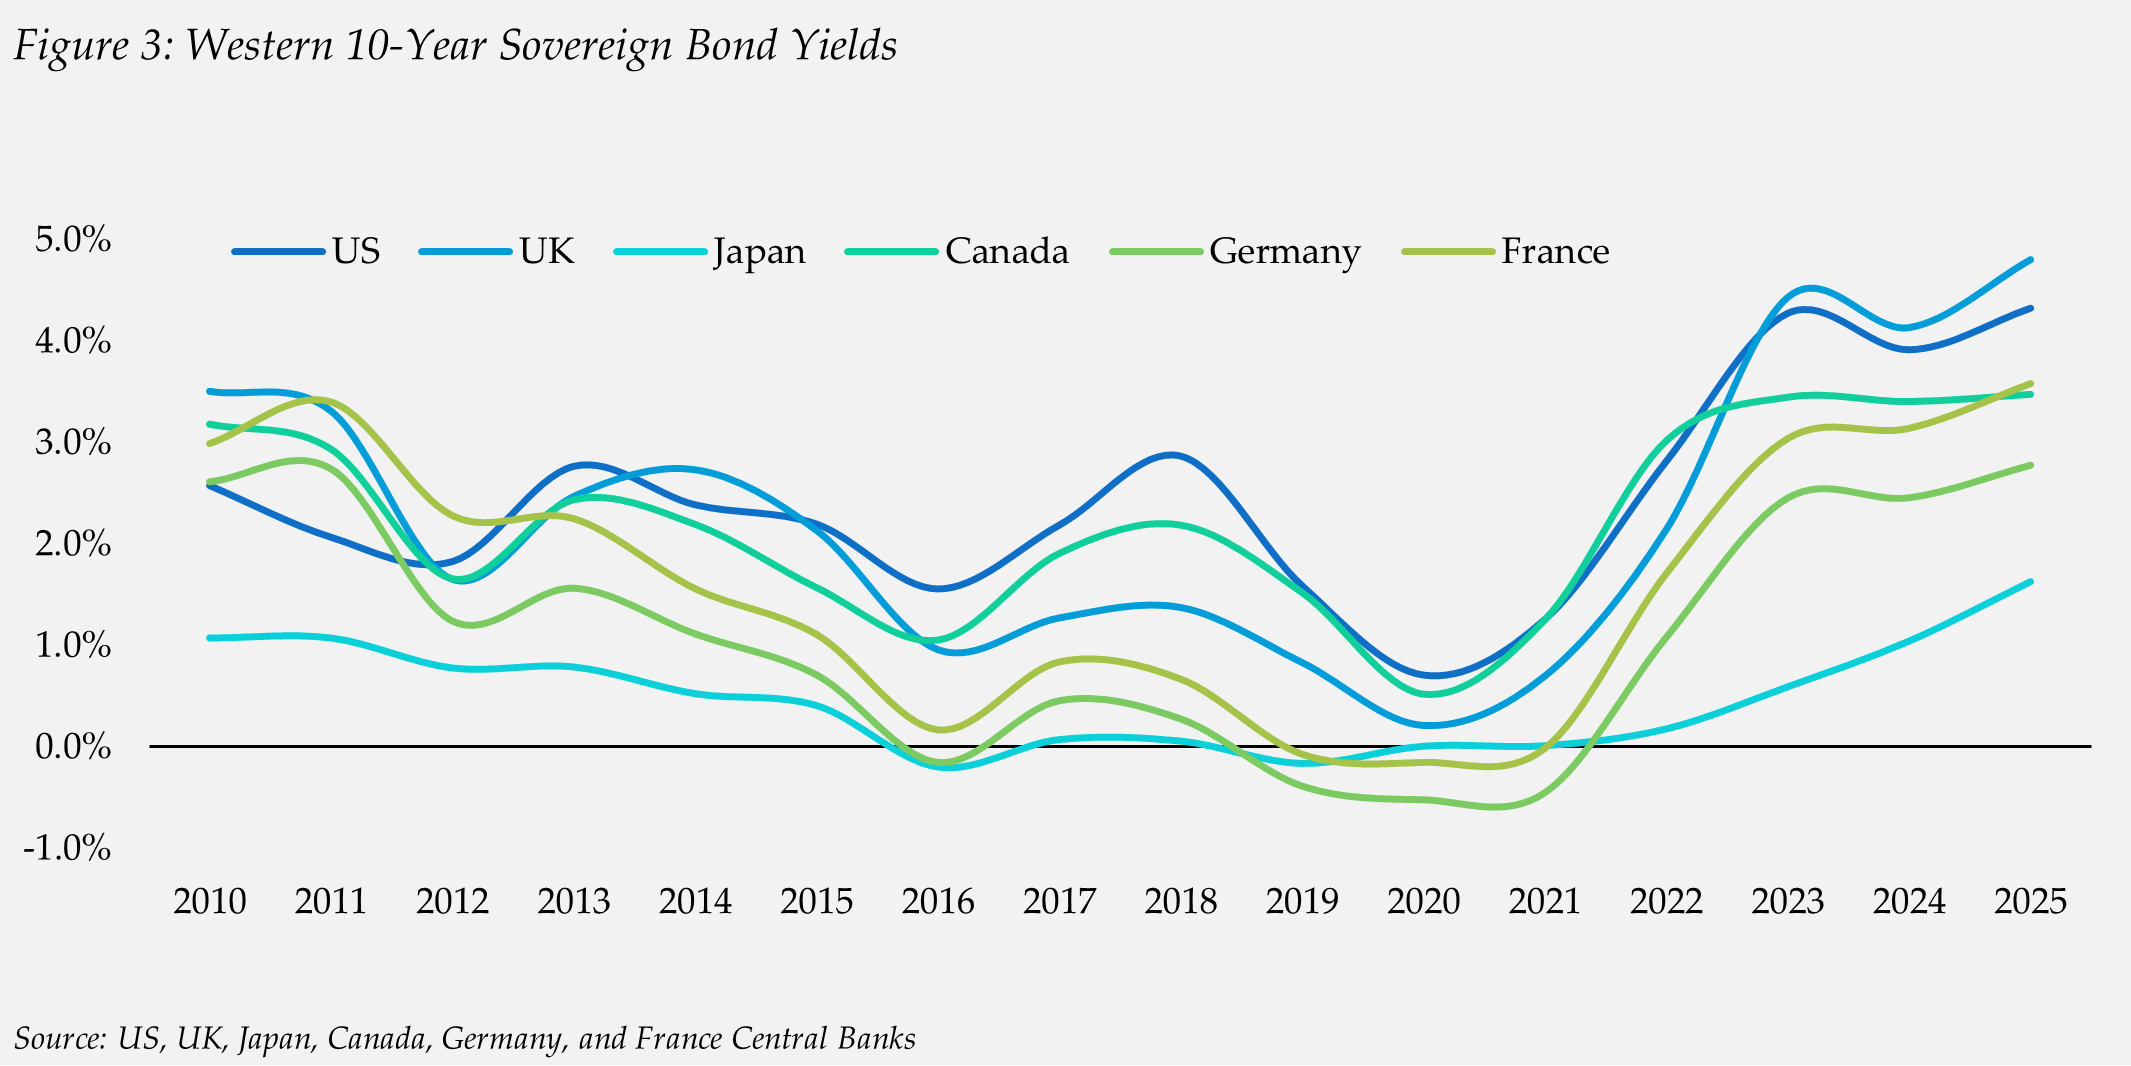 Figure 3: Western 10-Year Sovereign Bond Yields
5.0%
US UK Japan Canada Germany France
4.0%
3.0%
2.0%
1.0%
0.0%
-1.0%
2010 2011 2012 2013 2014 2015 2016 2017 2018 2019 2020 2021 2022 2023 2024 2025
Source: US, UK, Japan, Canada, Germany, and France Central Banks